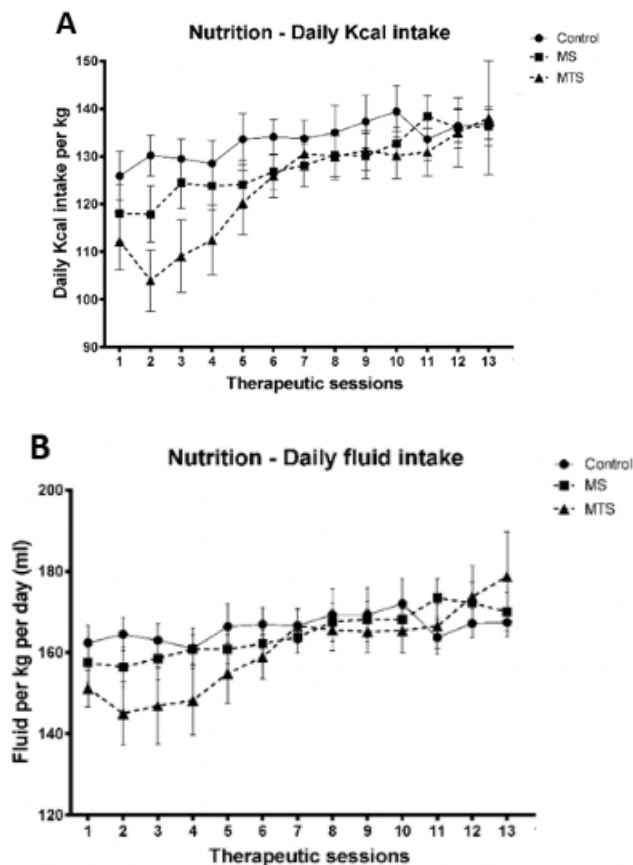 A
Nutrition - Daily Kcal intake
Control
MS
MTS
Daily Kcal intake per kg
150
140
130
120
110
100
90
1 2 3 4 5 6 7 8 9 10 11 12 13
Therapeutic sessions
B
Nutrition - Daily fluid intake
Control
MS
MTS
Fluid per kg per day (ml)
200
180
160
140
120
1 2 3 4 5 6 7 8 9 10 11 12 13
Therapeutic sessions